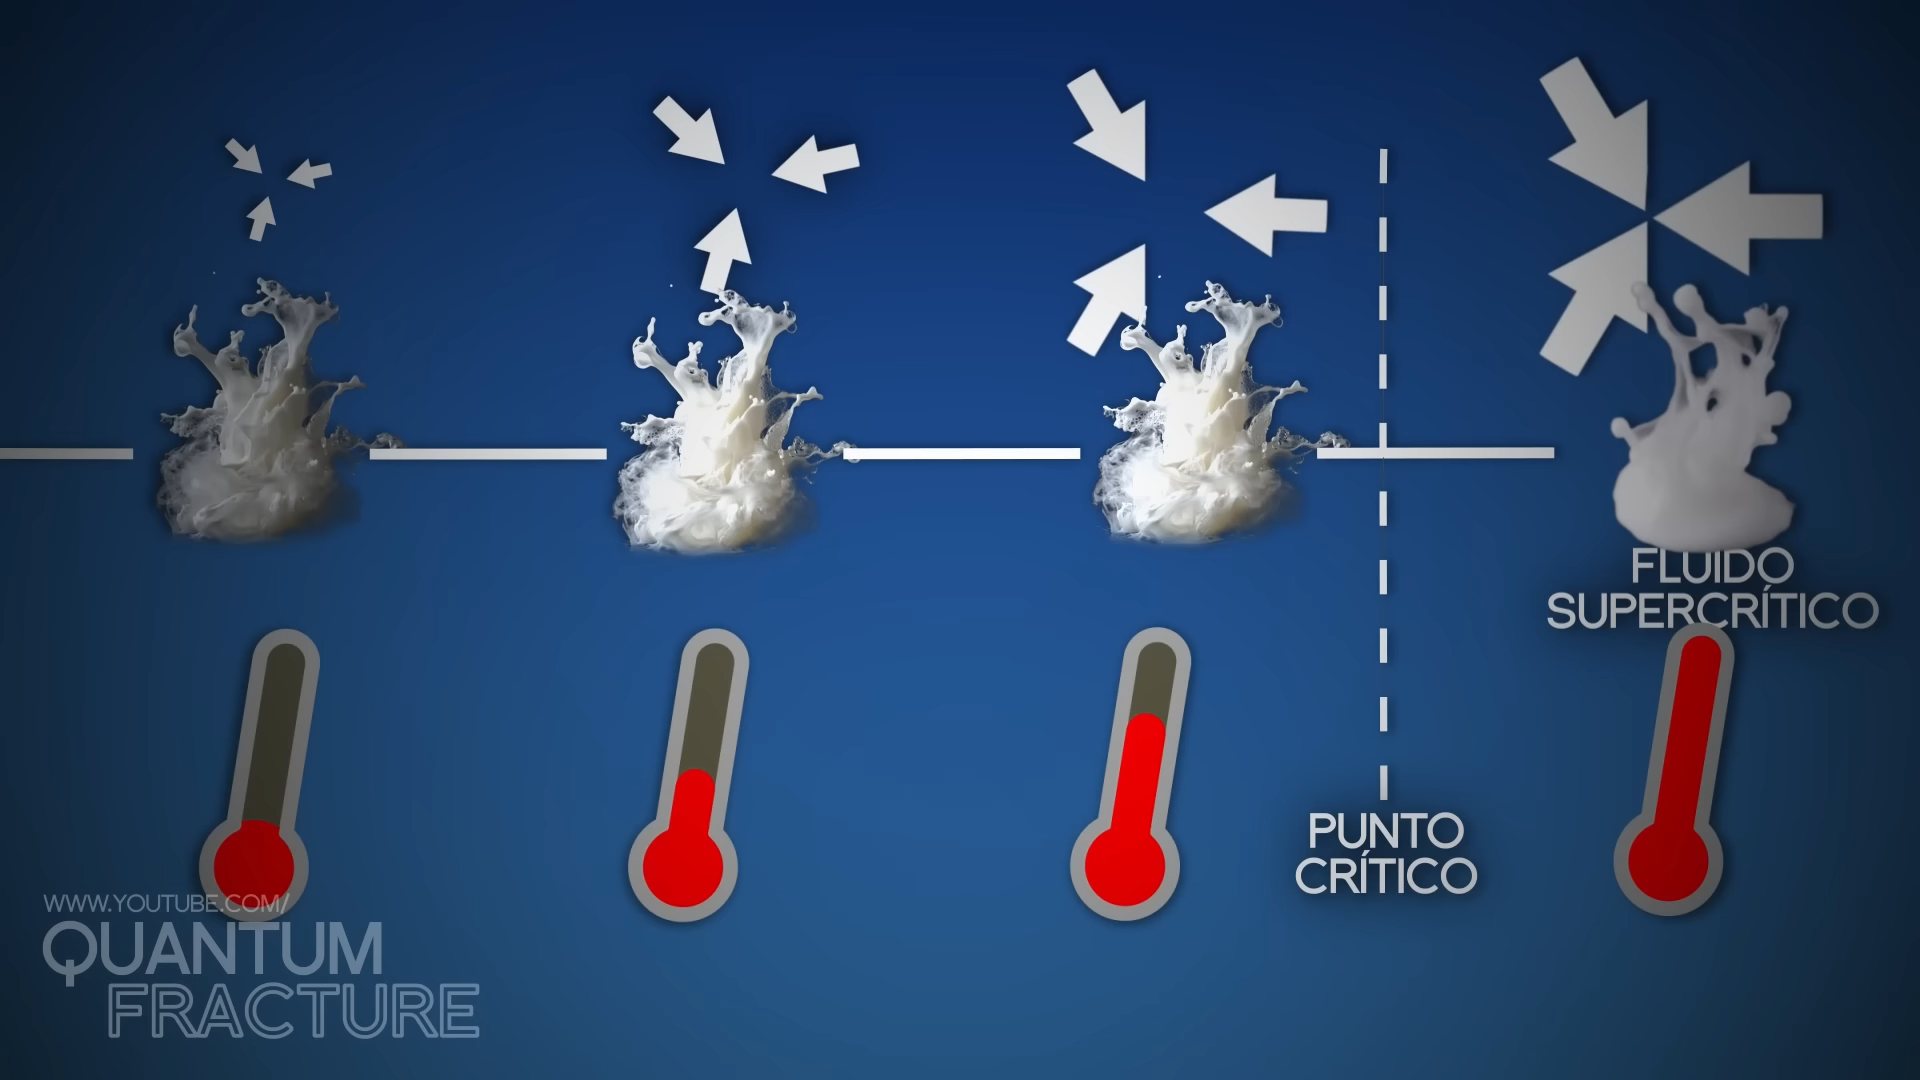 FLUIDO
SUPERCRÍTICO
PUNTO
CRÍTICO
WWW.YOUTUBE.COM/
QUANTUM
FRACTURE